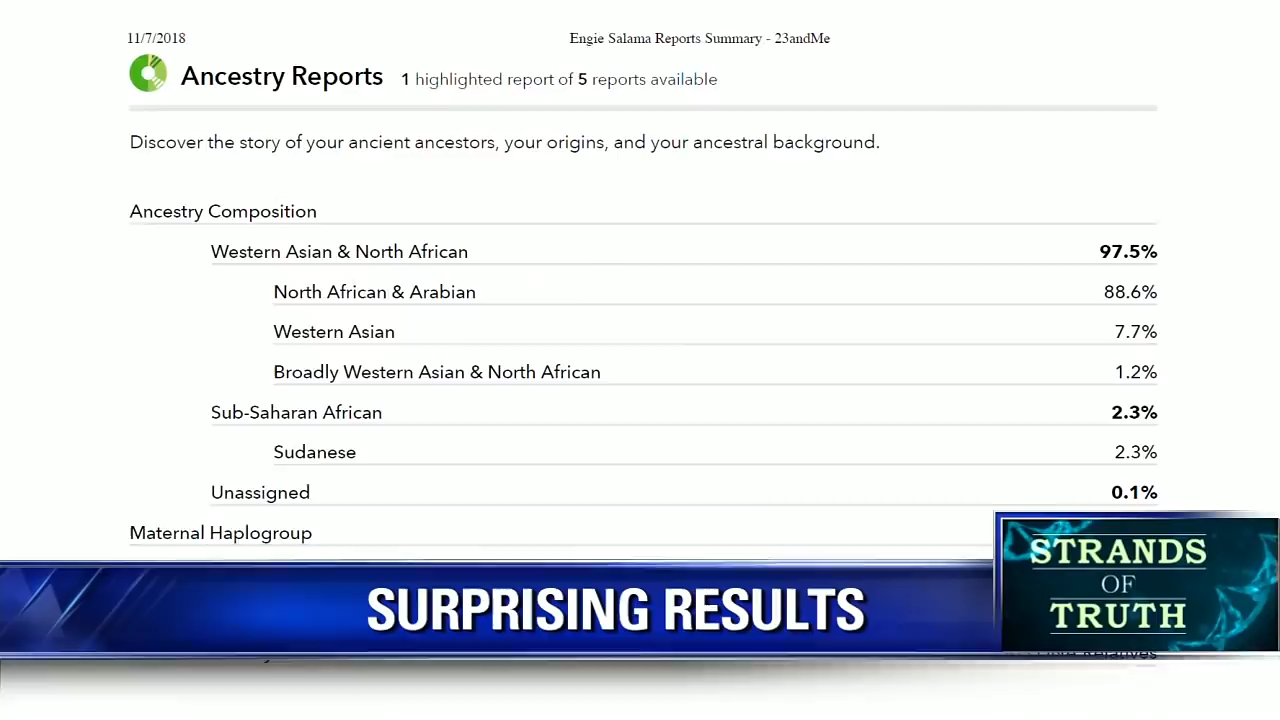 11/7/2018 Engie Salama Reports Summary - 23andMe
Ancestry Reports 1 highlighted report of 5 reports available
Discover the story of your ancient ancestors, your origins, and your ancestral background.
Ancestry Composition
Western Asian & North African 97.5%
North African & Arabian 88.6%
Western Asian 7.7%
Broadly Western Asian & North African 1.2%
Sub-Saharan African 2.3%
Sudanese 2.3%
Unassigned 0.1%
Maternal Haplogroup
STRANDS
OF
TRUTH
SURPRISING RESULTS
Relatives